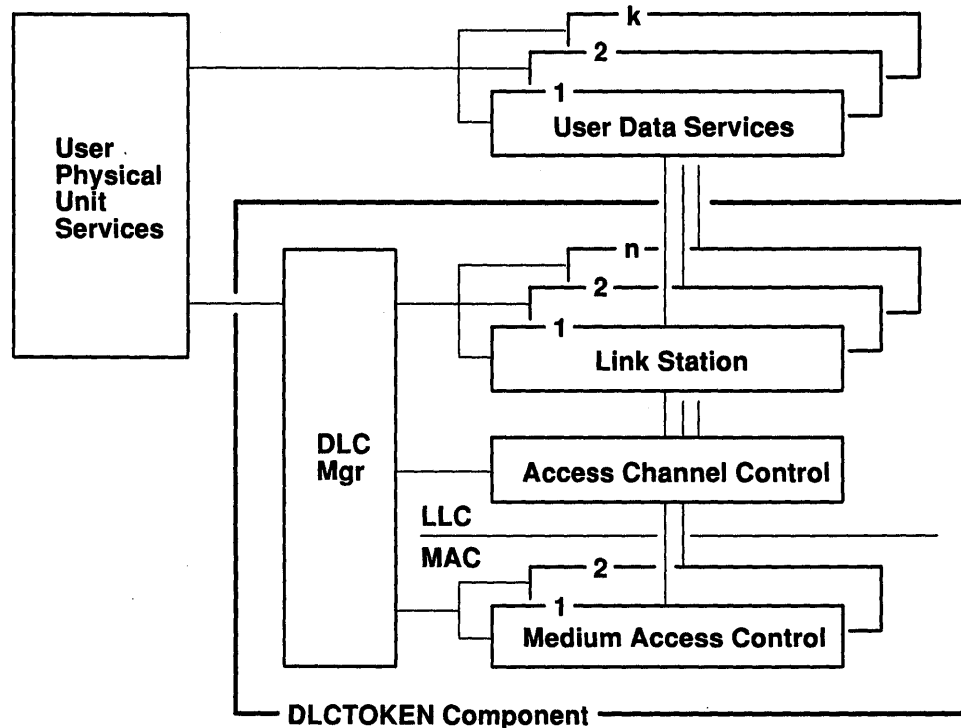 k
2
1
User Data Services
User
Physical
Unit
Services
n
2
1
Link Station
DLC
Mgr
Access Channel Control
LLC
MAC
2
1
Medium Access Control
DLCTOKEN Component